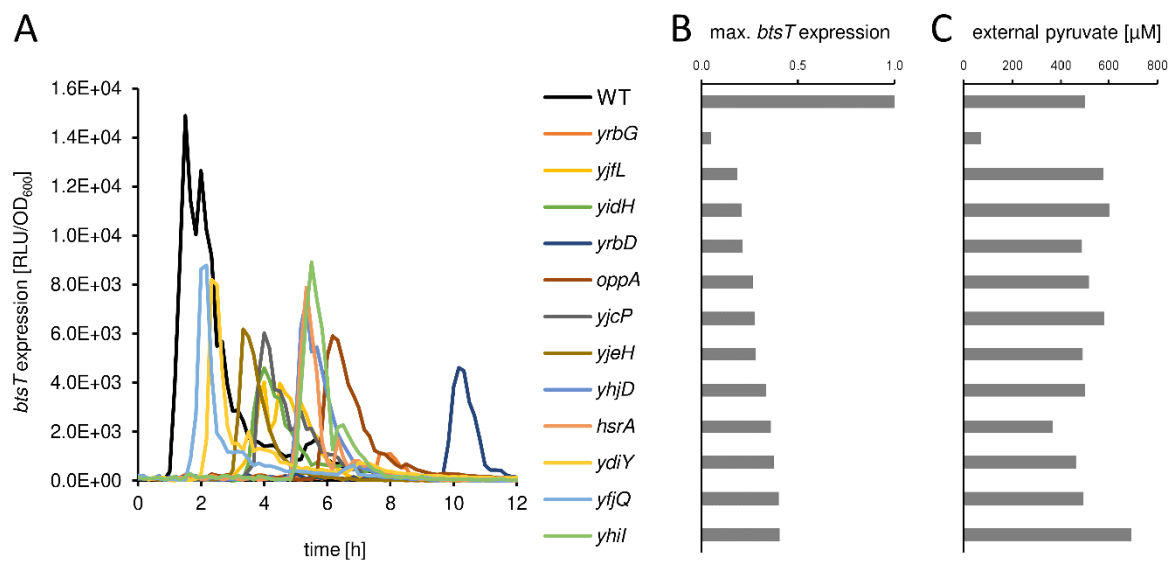 A
btsT expression [RLU/OD600]
1.6E+04
1.4E+04
1.2E+04
1.0E+04
8.0E+03
6.0E+03
4.0E+03
2.0E+03
0.0E+00
0 2 4 6 8 10 12
time [h]
WT
yrbG
yjfL
yidH
yrbD
oppA
yjcP
yjeH
yhjD
hsrA
ydiY
yfjQ
yhiI
B max. btsT expression
0.0 0.5 1.0
C external pyruvate [µM]
0 200 400 600 800